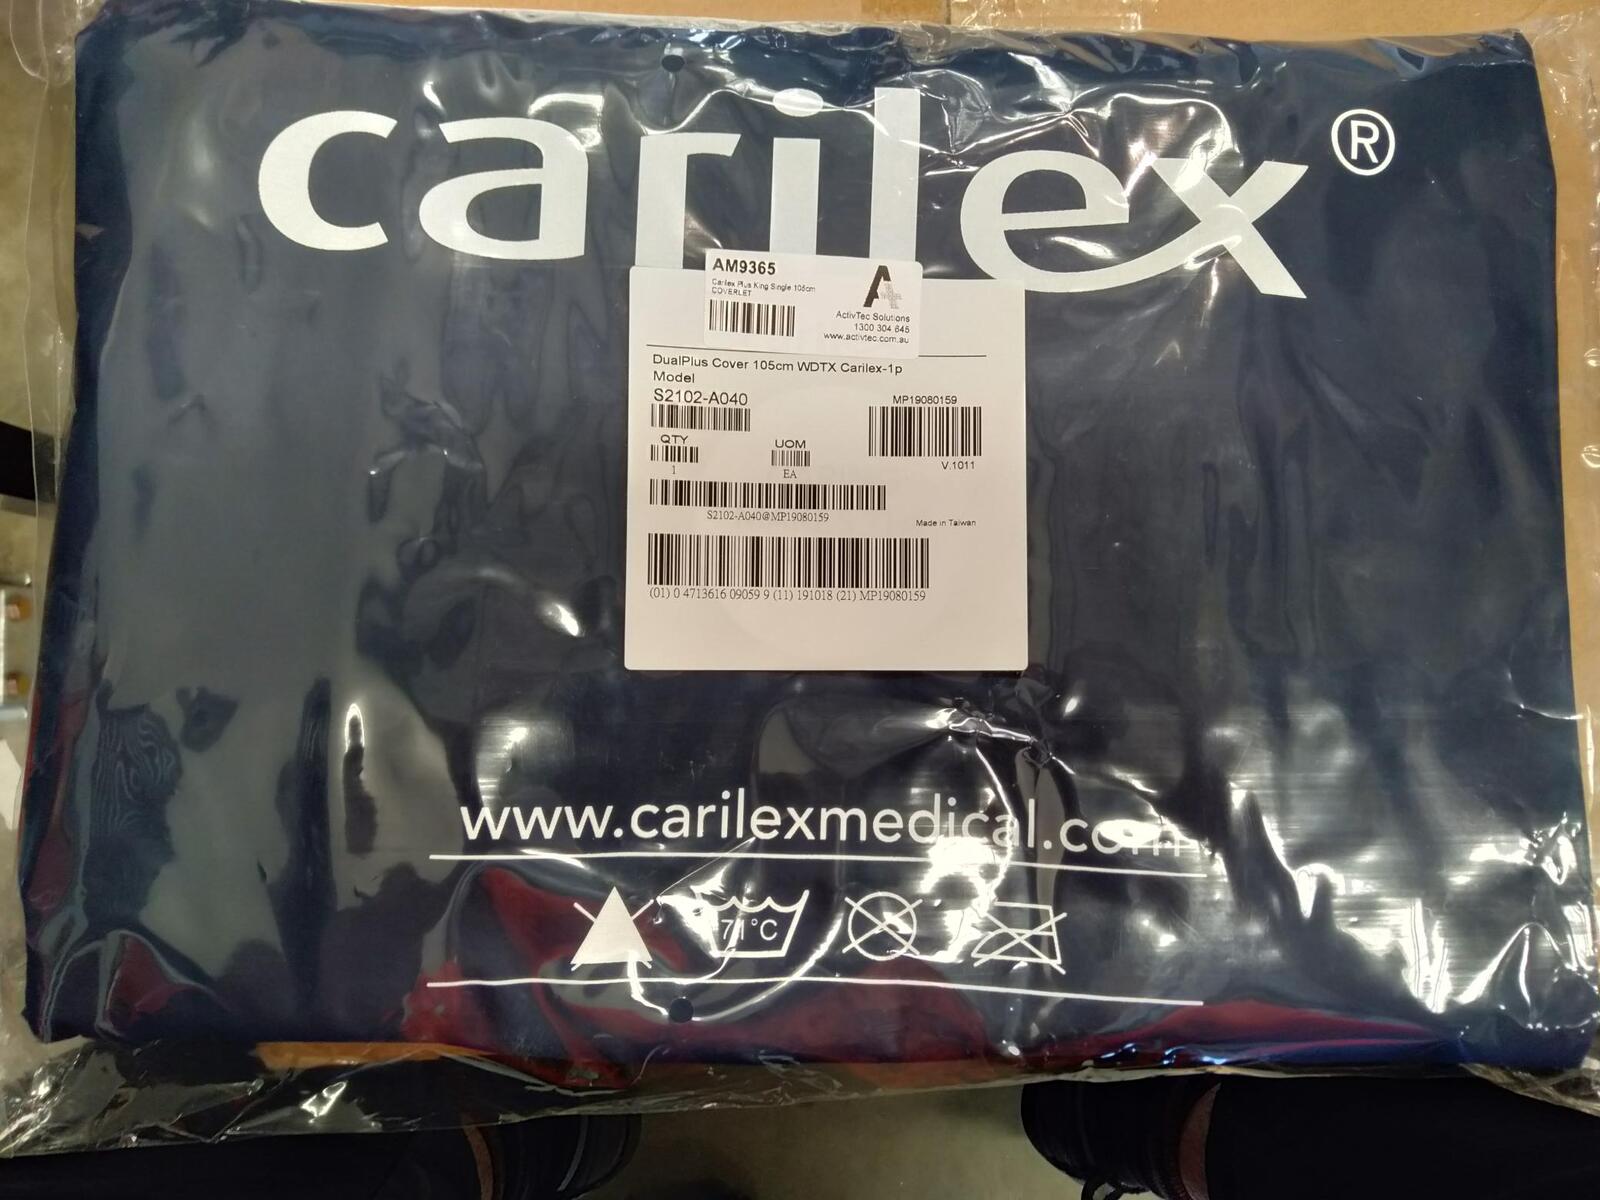 carilex®
AM9365
Carilex Plus King Single 105cm
COVERLET
ActivTec Solutions
1300 304 645
www.activtec.com.au
DualPlus Cover 105cm WDTX Carilex-1p
Model
S2102-A040
MP19080159
QTY
1
UOM
EA
V.1011
S2102-A040@MP19080159
Made in Taiwan
(01) 0 4713616 09059 9 (11) 191018 (21) MP19080159
www.carilexmedical.com
71°C